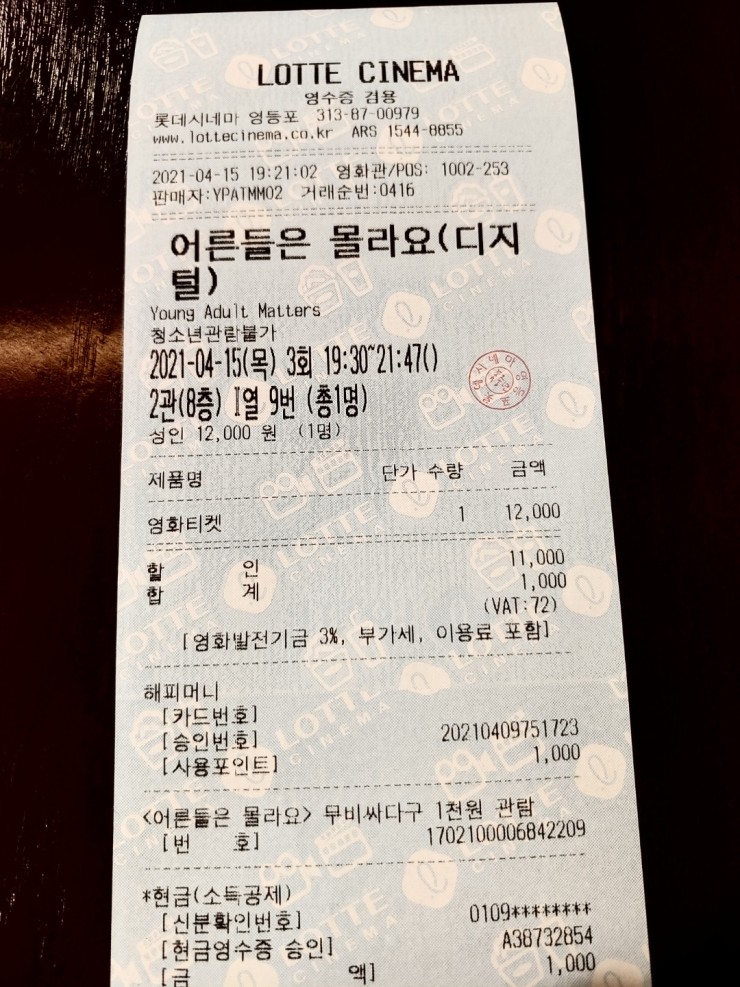 LOTTE CINEMA
영수증 겸용
롯데시네마 영등포 313-87-00979
www.lottecinema.co.kr ARS 1544-8855
2021-04-15 19:21:02 영화관/POS: 1002-253
판매자:YPATMM02 거래순번:0416
어른들은 몰라요(디지
털)
Young Adult Matters
청소년관람불가
2021-04-15(목) 3회 19:30~21:47()
2관(8층) I열 9번 (총1명)
성인 12,000 원 (1명)
제품명 단가 수량 금액
영화티켓 1 12,000
할 인 11,000
합 계 1,000
(VAT:72)
[영화발전기금 3%, 부가세, 이용료 포함]
해피머니
[카드번호]
[승인번호] 20210409751723
[사용포인트] 1,000
<어른들은 몰라요> 무비싸다구 1천원 관람
[번 호] 1702100006842209
*현금(소득공제)
[신분확인번호] 0109********
[현금영수증 승인] A38732854
[금 액] 1,000